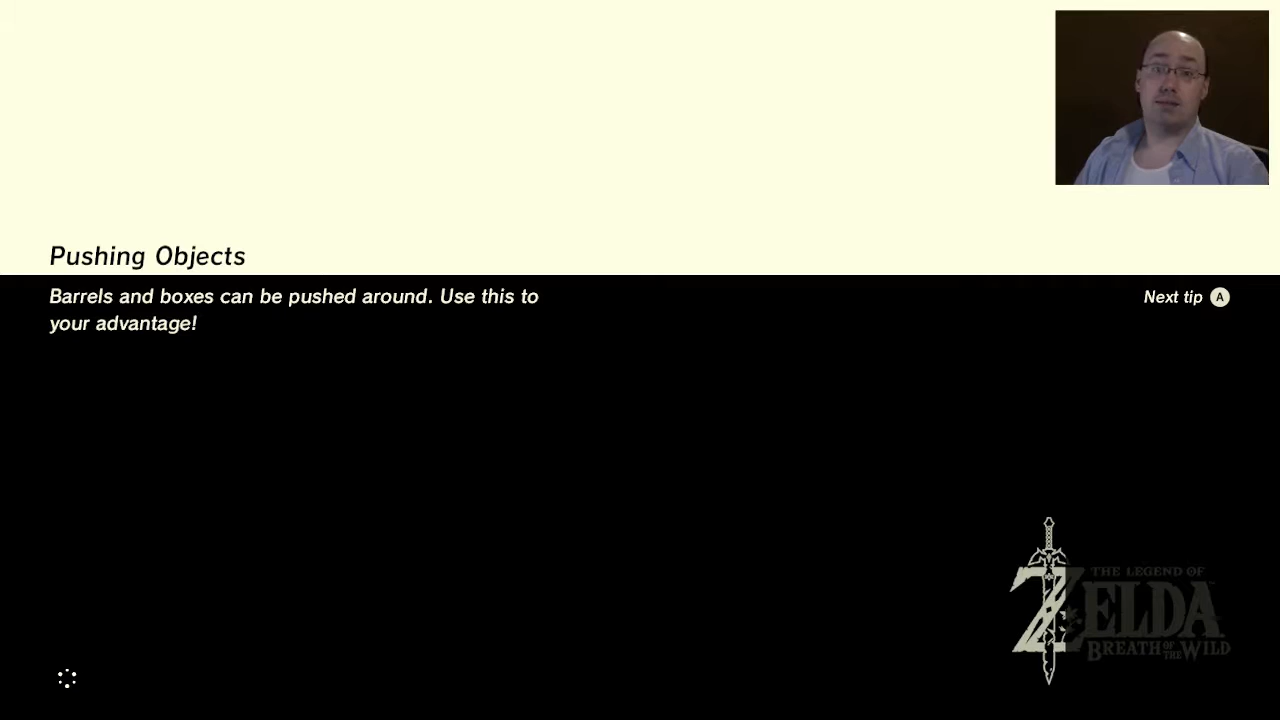 Pushing Objects
Barrels and boxes can be pushed around. Use this to
your advantage!
Next tip A
THE LEGEND OF
ZELDA
BREATH OF THE WILD